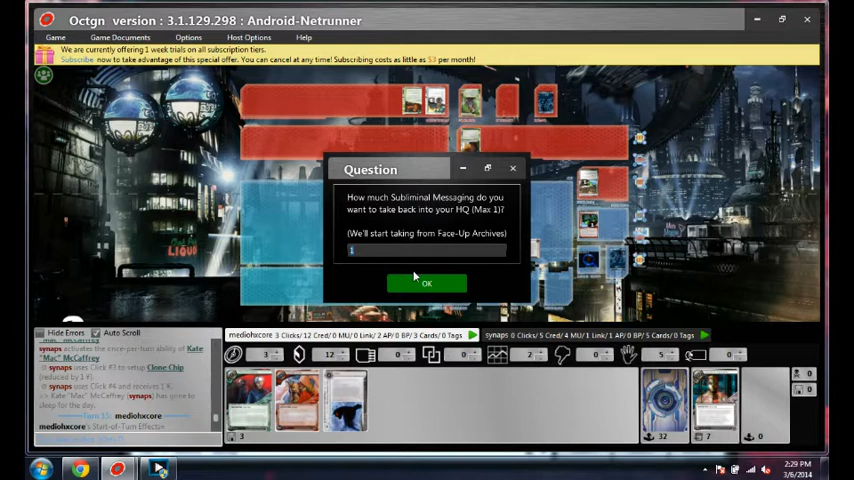 Octgn version : 3.1.129.298 : Android-Netrunner
Game Game Documents Options Host Options Help
We are currently offering 1 week trials on all subscription tiers.
Subscribe now to take advantage of this special offer. You can cancel at any time! Subscribing costs as little as $3 per month!
LIQUO
Question
How much Subliminal Messaging do you
want to take back into your HQ (Max 1)?
(We'll start taking from Face-Up Archives)
1
OK
Hide Errors Auto Scroll
mediohxcore 3 Clicks/ 12 Cred/ 0 MU/ 0 Link/ 2 AP/ 0 BP/ 3 Cards/ 0 Tags
synaps 0 Clicks/ 5 Cred/ 4 MU/ 1 Link/ 1 AP/ 0 BP/ 5 Cards/ 0 Tags
3 12 0 0 2 0 5 0
synaps activates the once-per-turn ability of Kate
"Mac" McCaffrey
synaps uses Click #3 to setup Clone Chip
(reduced by 1
synaps uses Click #4 and receives 1
=> Kate "Mac" McCaffrey (synaps) has gone to
sleep for the day.
mediohxcore's Start-of-Turn Effects
3
32
7
0
0
0
2:29 PM
3/6/2014